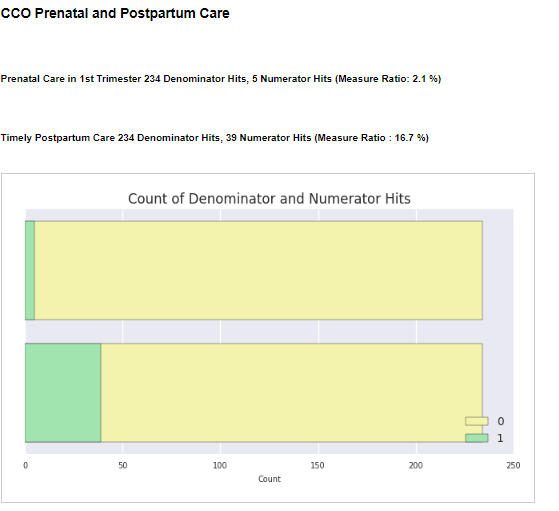 CCO Prenatal and Postpartum Care
Prenatal Care in 1st Trimester 234 Denominator Hits, 5 Numerator Hits (Measure Ratio: 2.1 %)
Timely Postpartum Care 234 Denominator Hits, 39 Numerator Hits (Measure Ratio : 16.7 %)
Count of Denominator and Numerator Hits
0
1
0 50 100 150 200 250
Count